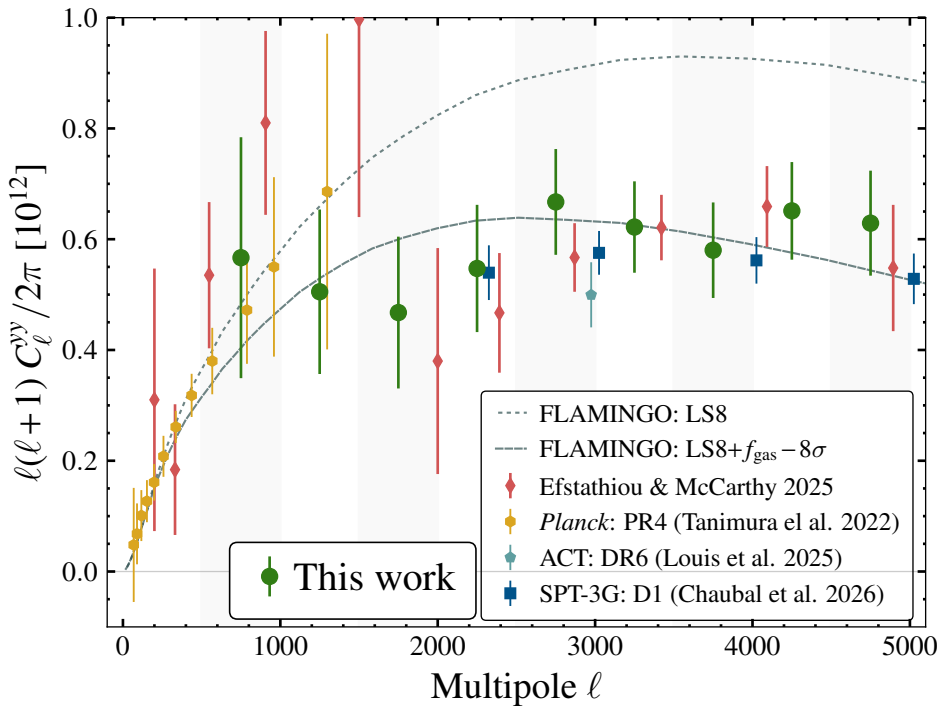 ℓ(ℓ + 1) C_ℓ^{yy}/2π [10^{12}]
1.0
0.8
0.6
0.4
0.2
0.0
FLAMINGO: LS8
FLAMINGO: LS8+f_{gas} − 8σ
Efstathiou & McCarthy 2025
Planck: PR4 (Tanimura el al. 2022)
ACT: DR6 (Louis et al. 2025)
SPT-3G: D1 (Chaubal et al. 2026)
This work
0 1000 2000 3000 4000 5000
Multipole ℓ